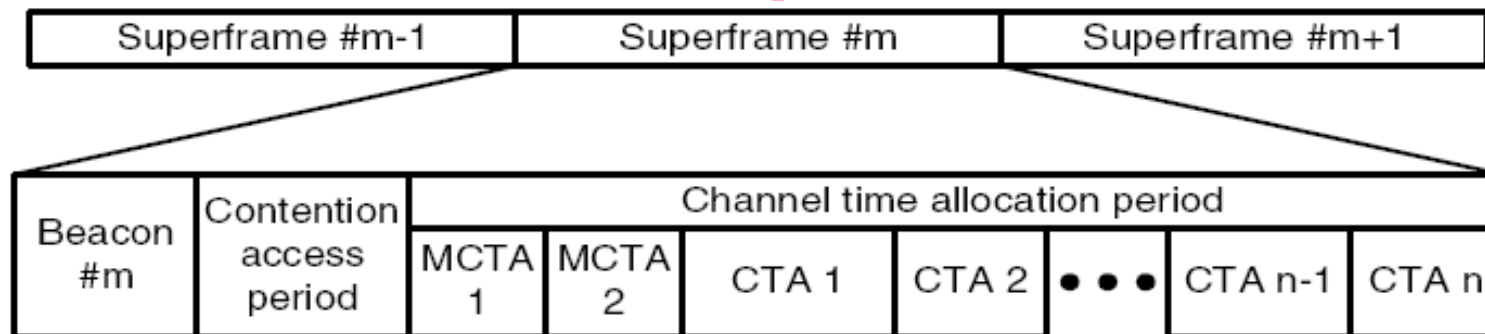 Superframe #m-1 Superframe #m Superframe #m+1
Channel time allocation period
Beacon
#m
Contention
access
period
MCTA
1
MCTA
2
CTA 1
CTA 2
• • •
CTA n-1
CTA n